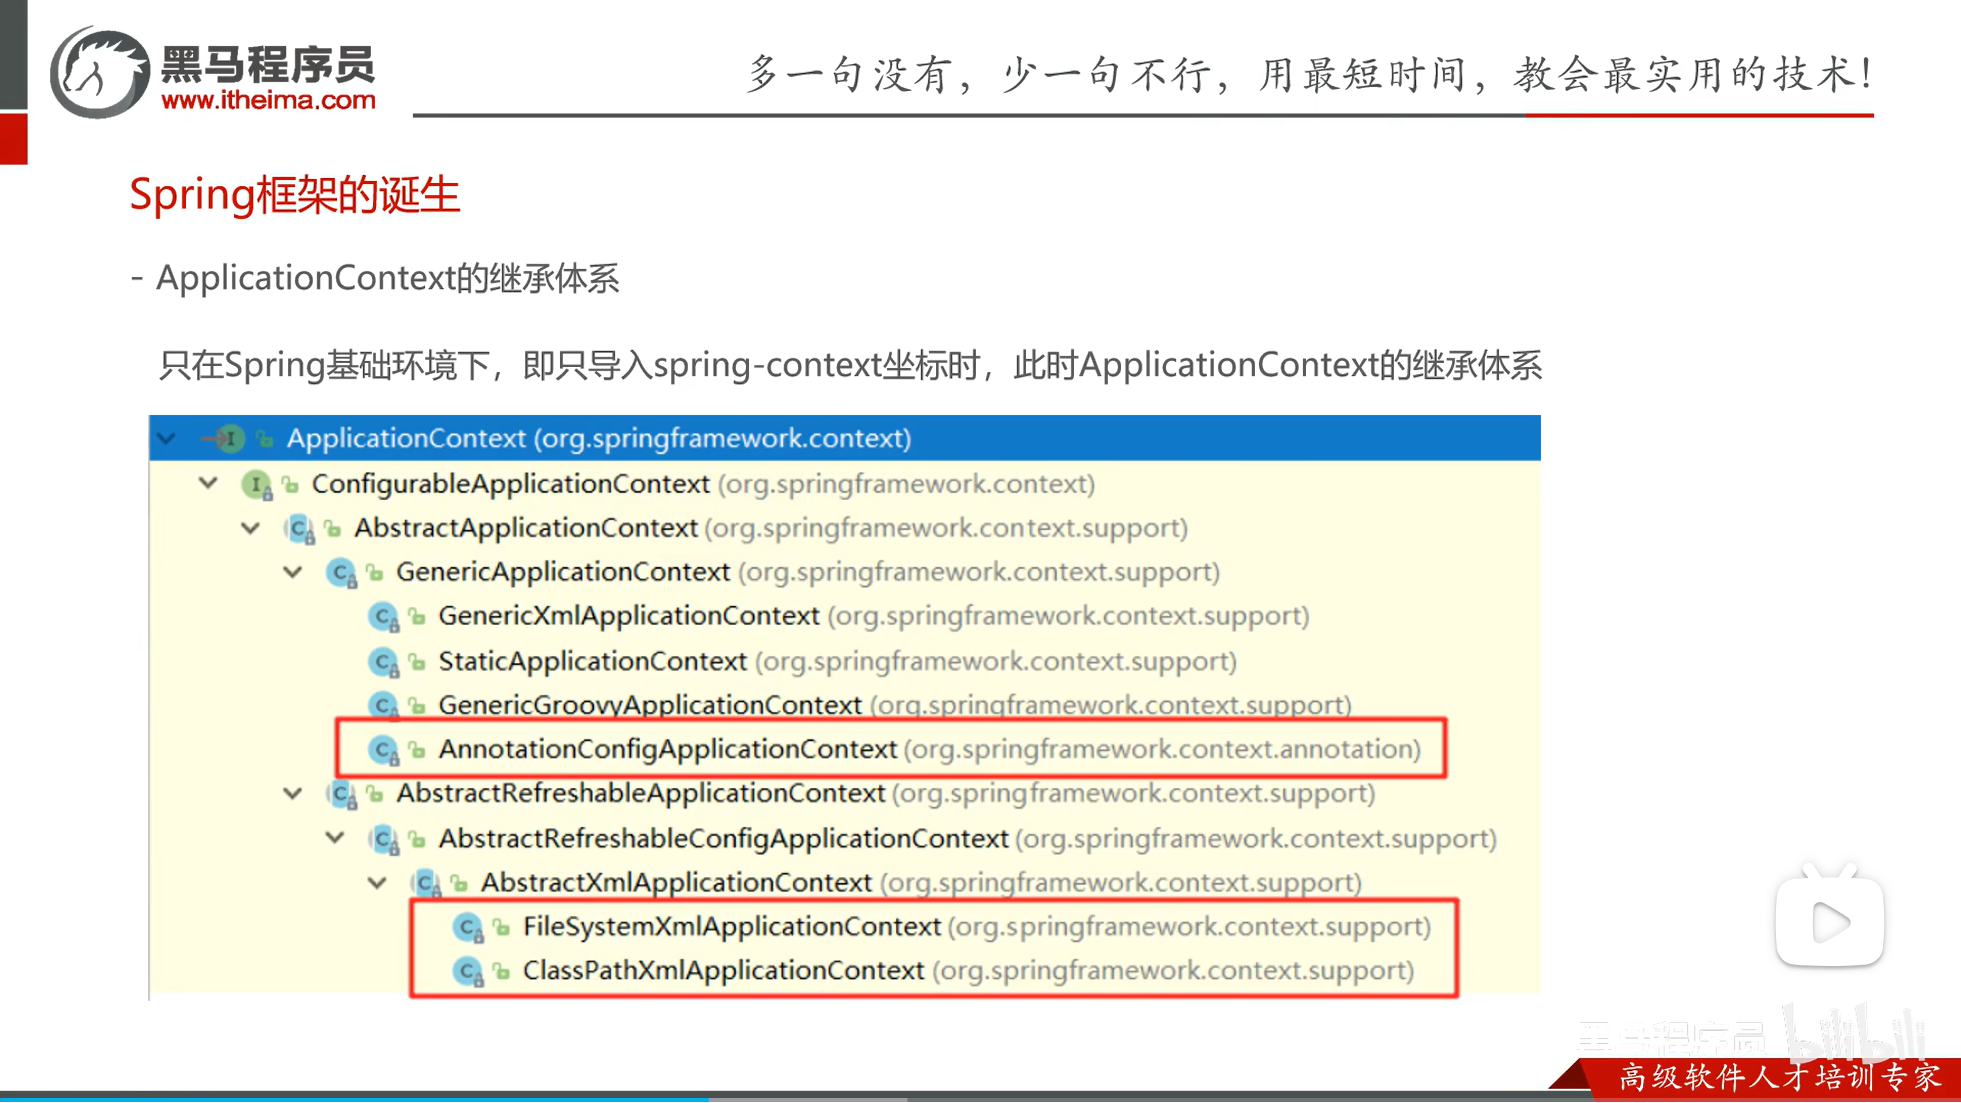 黑马程序员
www.itheima.com
多一句没有，少一句不行，用最短时间，教会最实用的技术！
Spring框架的诞生
- ApplicationContext的继承体系
只在Spring基础环境下，即只导入spring-context坐标时，此时ApplicationContext的继承体系
ApplicationContext (org.springframework.context)
ConfigurableApplicationContext (org.springframework.context)
AbstractApplicationContext (org.springframework.context.support)
GenericApplicationContext (org.springframework.context.support)
GenericXmlApplicationContext (org.springframework.context.support)
StaticApplicationContext (org.springframework.context.support)
GenericGroovyApplicationContext (org.springframework.context.support)
AnnotationConfigApplicationContext (org.springframework.context.annotation)
AbstractRefreshableApplicationContext (org.springframework.context.support)
AbstractRefreshableConfigApplicationContext (org.springframework.context.support)
AbstractXmlApplicationContext (org.springframework.context.support)
FileSystemXmlApplicationContext (org.springframework.context.support)
ClassPathXmlApplicationContext (org.springframework.context.support)
黑马程序员 bilibili
高级软件人才培训专家